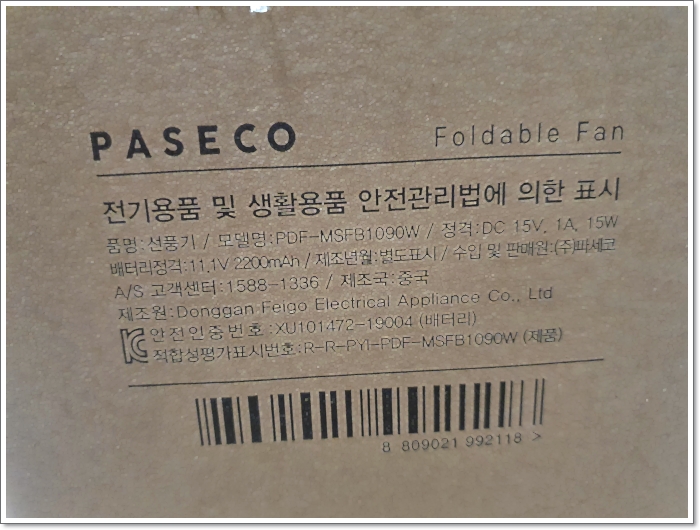 PASECO Foldable Fan
전기용품 및 생활용품 안전관리법에 의한 표시
품명:선풍기 / 모델명:PDF-MSFB1090W / 정격:DC 15V, 1A, 15W
배터리정격:11.1V 2200mAh / 제조년월:별도표시 / 수입 및 판매원:(주)파세코
A/S 고객센터:1588-1336 / 제조국:중국
제조원:Donggan Feigo Electrical Appliance Co., Ltd
안전인증번호:XU101472-19004 (배터리)
적합성평가표시번호:R-R-PYI-PDF-MSFB1090W (제품)
8 809021 992118 >